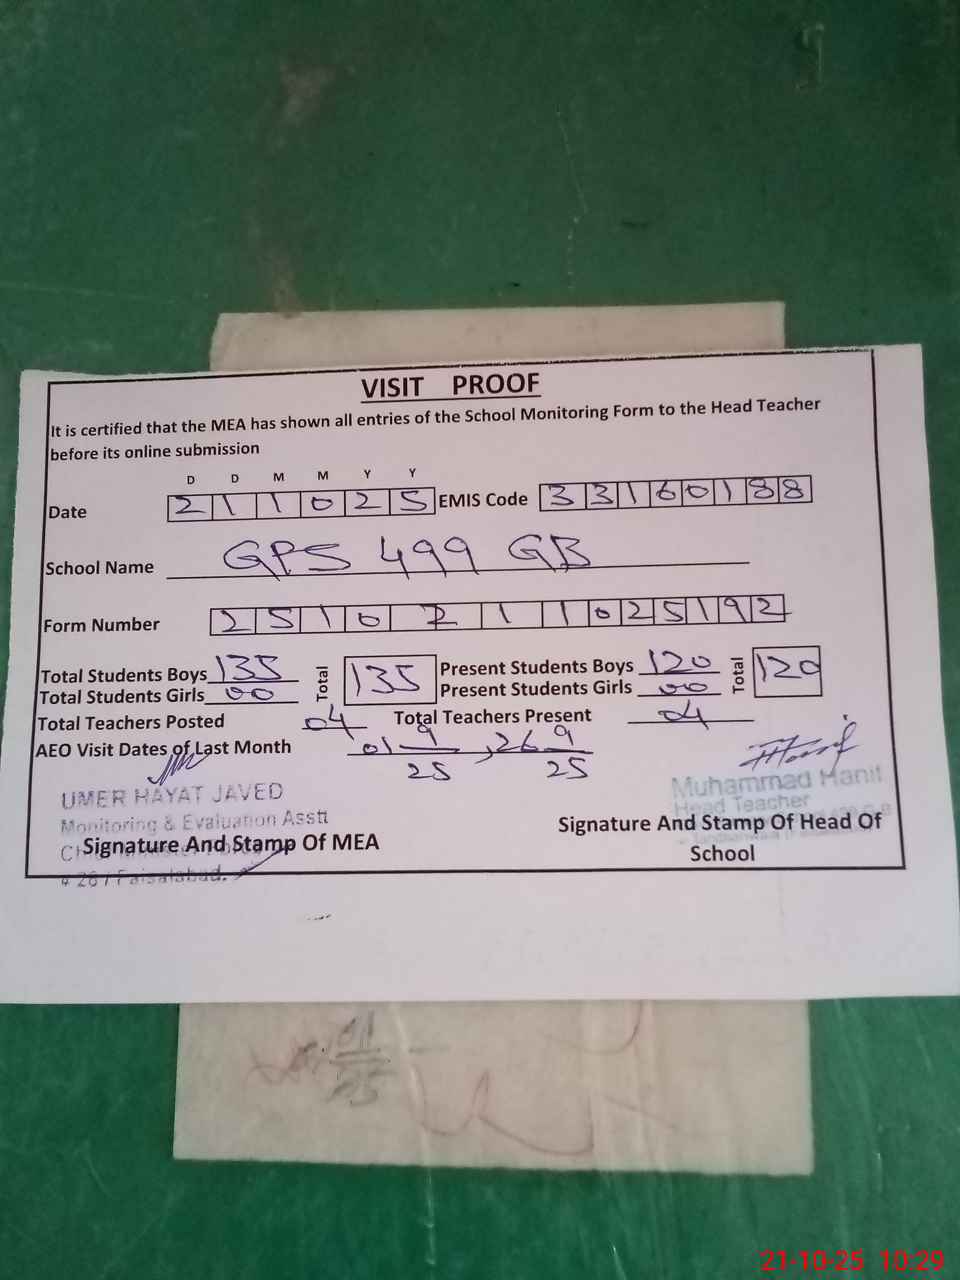 VISIT PROOF
It is certified that the MEA has shown all entries of the School Monitoring Form to the Head Teacher
before its online submission
D D M M Y Y
Date 2 1 1 0 2 5 EMIS Code 3 3 1 6 0 1 8 8
School Name GPS 499 GB
Form Number 2 5 1 0 2 1 1 0 2 5 1 9 2
Total Students Boys 135 Total 135 Present Students Boys 120 Total 120
Total Students Girls 00 Present Students Girls 00
Total Teachers Posted 04 Total Teachers Present 04
AEO Visit Dates of Last Month 01 9/25, 26 9/25
UMER HAYAT JAVED
Monitoring & Evaluation Asstt
Signature And Stamp Of MEA
Faisalabad.
Muhammad Hanif
Head Teacher
Signature And Stamp Of Head Of
School
21-10-25 10:29